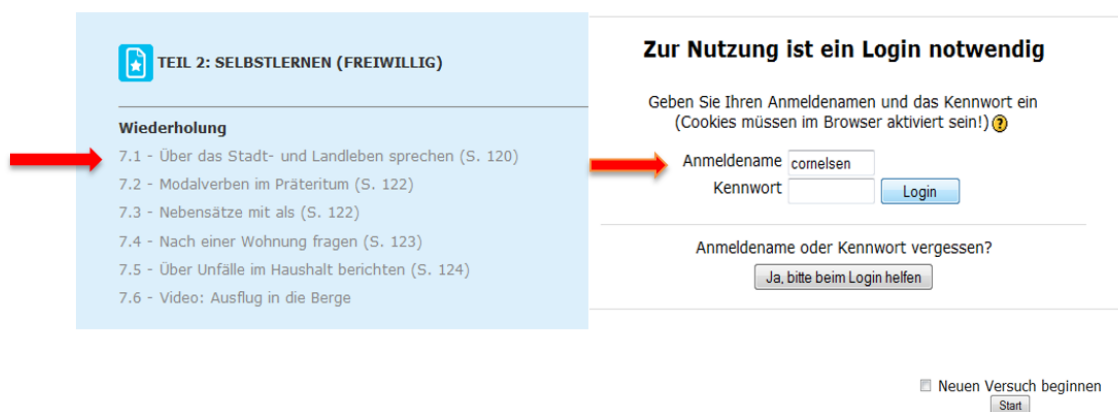 TEIL 2: SELBSTLERNEN (FREIWILLIG)
Wiederholung
7.1 - Über das Stadt- und Landleben sprechen (S. 120)
7.2 - Modalverben im Präteritum (S. 122)
7.3 - Nebensätze mit als (S. 122)
7.4 - Nach einer Wohnung fragen (S. 123)
7.5 - Über Unfälle im Haushalt berichten (S. 124)
7.6 - Video: Ausflug in die Berge
Zur Nutzung ist ein Login notwendig
Geben Sie Ihren Anmeldenamen und das Kennwort ein
(Cookies müssen im Browser aktiviert sein!) ?
Anmeldename cornelsen
Kennwort Login
Anmeldename oder Kennwort vergessen?
Ja, bitte beim Login helfen
Neuen Versuch beginnen
Start